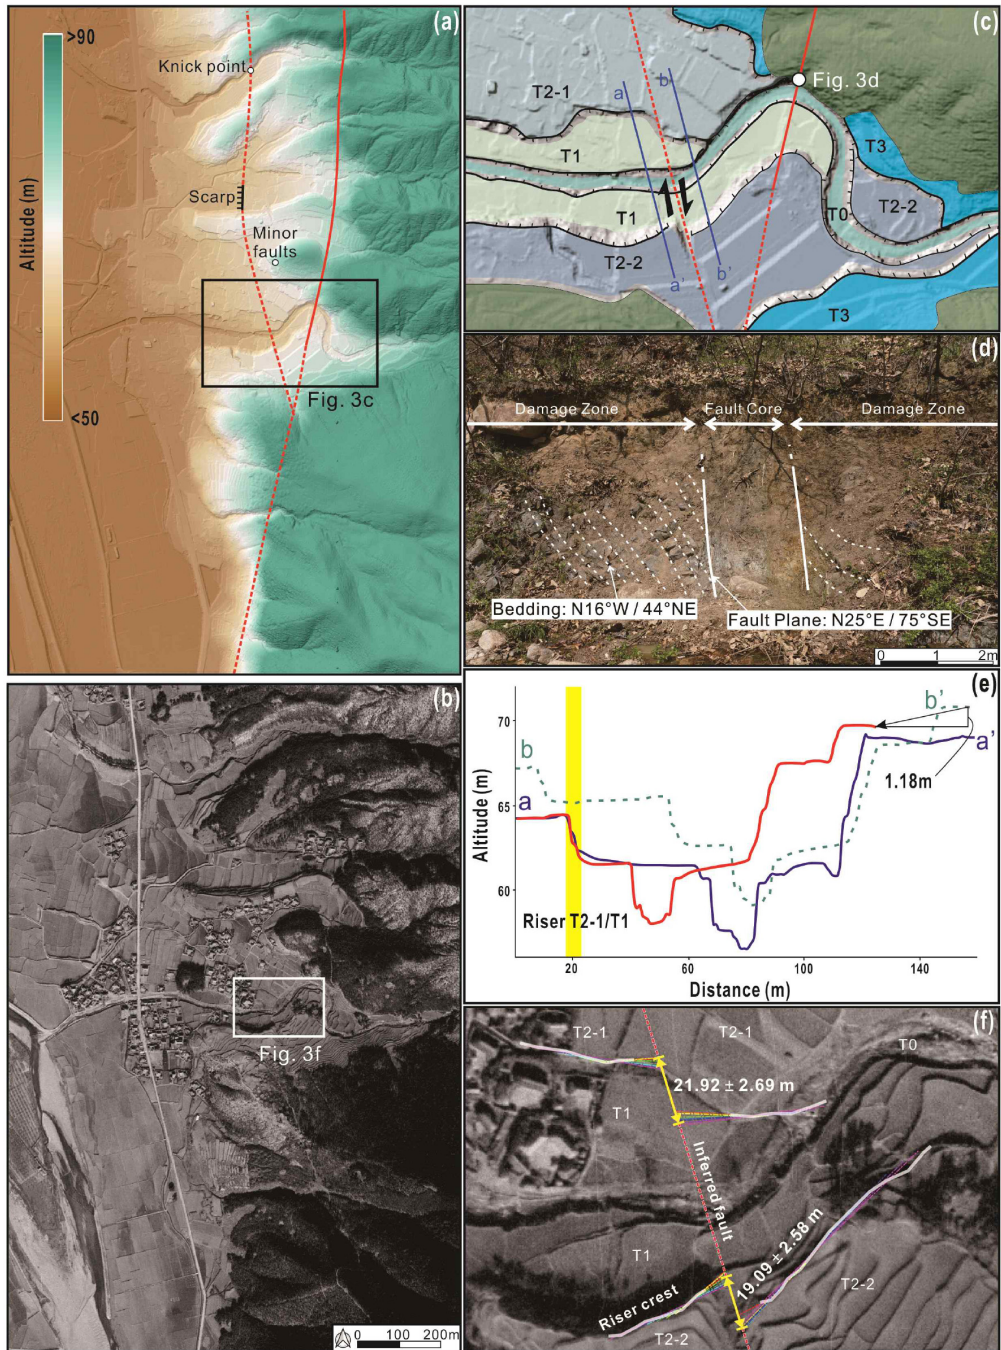 (a)
>90
Altitude (m)
<50
Knick point
Scarp
Minor
faults
Fig. 3c
(b)
Fig. 3f
0 100 200m
(c)
T2-1
a
b
Fig. 3d
T1
T3
T1
T0
T2-2
T2-2
a'
b'
T3
(d)
Damage Zone
Fault Core
Damage Zone
Bedding: N16°W / 44°NE
Fault Plane: N25°E / 75°SE
0 1 2m
(e)
b'
70
b
a'
1.18m
65
a
Altitude (m)
60
Riser T2-1/T1
20 60 100 140
Distance (m)
(f)
T2-1
T2-1
T0
21.92 ± 2.69 m
T1
Inferred fault
T1
19.09 ± 2.58 m
Riser crest
T2-2
T2-2